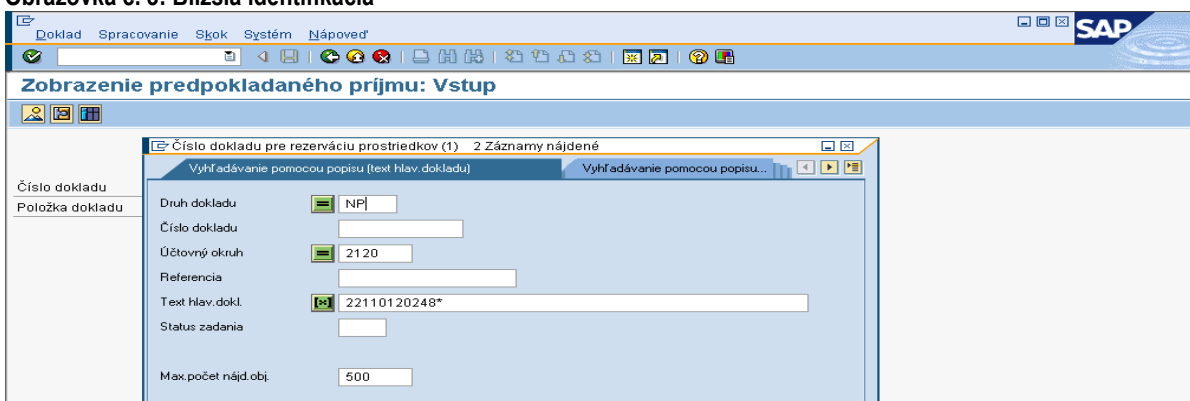 Obrazovka č. 5: Bližšia identifikácia
Doklad Spracovanie Skok Systém Nápoveď
SAP
Zobrazenie predpokladaného príjmu: Vstup
Číslo dokladu pre rezerváciu prostriedkov (1) 2 Záznamy nájdené
Vyhľadávanie pomocou popisu (text hlav.dokladu) Vyhľadávanie pomocou popisu...
Číslo dokladu
Položka dokladu
Druh dokladu NP
Číslo dokladu
Účtovný okruh 2120
Referencia
Text hlav.dokl. 22110120248*
Status zadania
Max.počet nájd.obj. 500